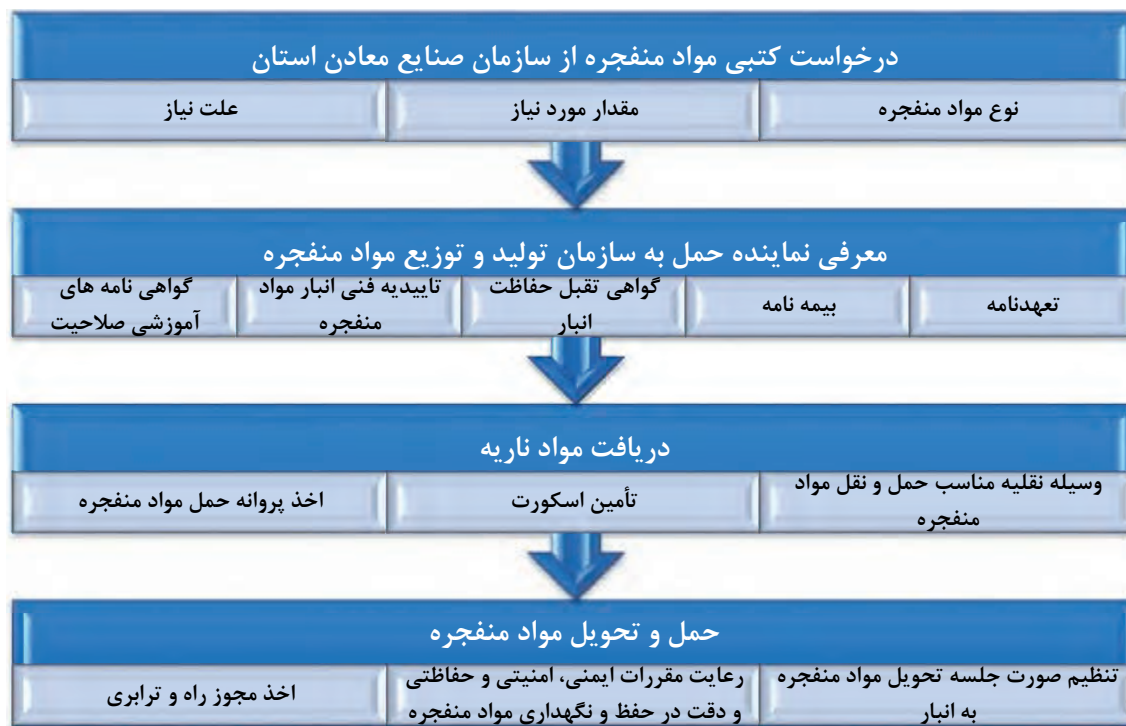 درخواست کتبی مواد منفجره از سازمان صنایع معادن استان
نوع مواد منفجره
مقدار مورد نیاز
علت نیاز
معرفی نماینده حمل به سازمان تولید و توزیع مواد منفجره
تعهدنامه
بیمه نامه
گواهی تقبل حفاظت
انبار
تاییدیه فنی انبار مواد
منفجره
گواهی نامه های
آموزشی صلاحیت
دریافت مواد ناریه
وسیله نقلیه مناسب حمل و نقل مواد
منفجره
تأمین اسکورت
اخذ پروانه حمل مواد منفجره
حمل و تحویل مواد منفجره
تنظیم صورت جلسه تحویل مواد منفجره
به انبار
رعایت مقررات ایمنی، امنیتی و حفاظتی
و دقت در حفظ و نگهداری مواد منفجره
اخذ مجوز راه و ترابری